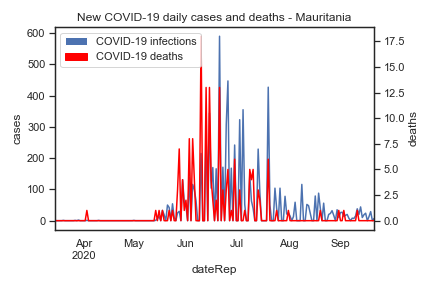 New COVID-19 daily cases and deaths - Mauritania
COVID-19 infections
COVID-19 deaths
600
500
400
300
200
100
0
cases
17.5
15.0
12.5
10.0
7.5
5.0
2.5
0.0
deaths
Apr May Jun Jul Aug Sep
2020
dateRep